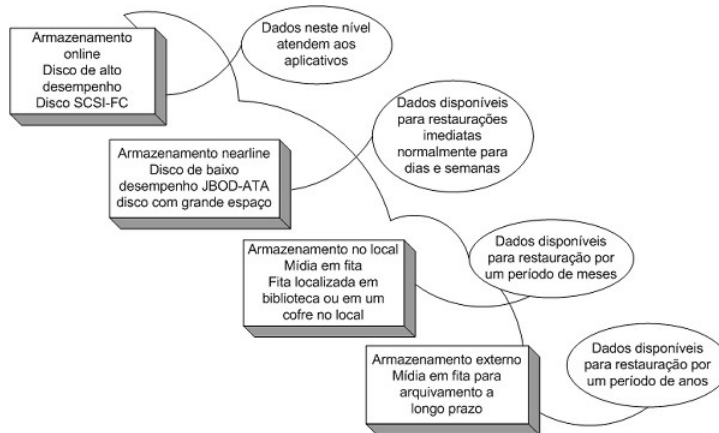 Armazenamento
online
Disco de alto
desempenho
Disco SCSI-FC
Dados neste nível
atendem aos
aplicativos
Armazenamento nearline
Disco de baixo
desempenho JBOD-ATA
disco com grande espaço
Dados disponíveis
para restaurações
imediatas
normalmente para
dias e semanas
Armazenamento no local
Mídia em fita
Fita localizada em
biblioteca ou em um
cofre no local
Dados disponíveis
para restauração por
um período de meses
Armazenamento externo
Mídia em fita para
arquivamento a
longo prazo
Dados disponíveis
para restauração por
um período de anos